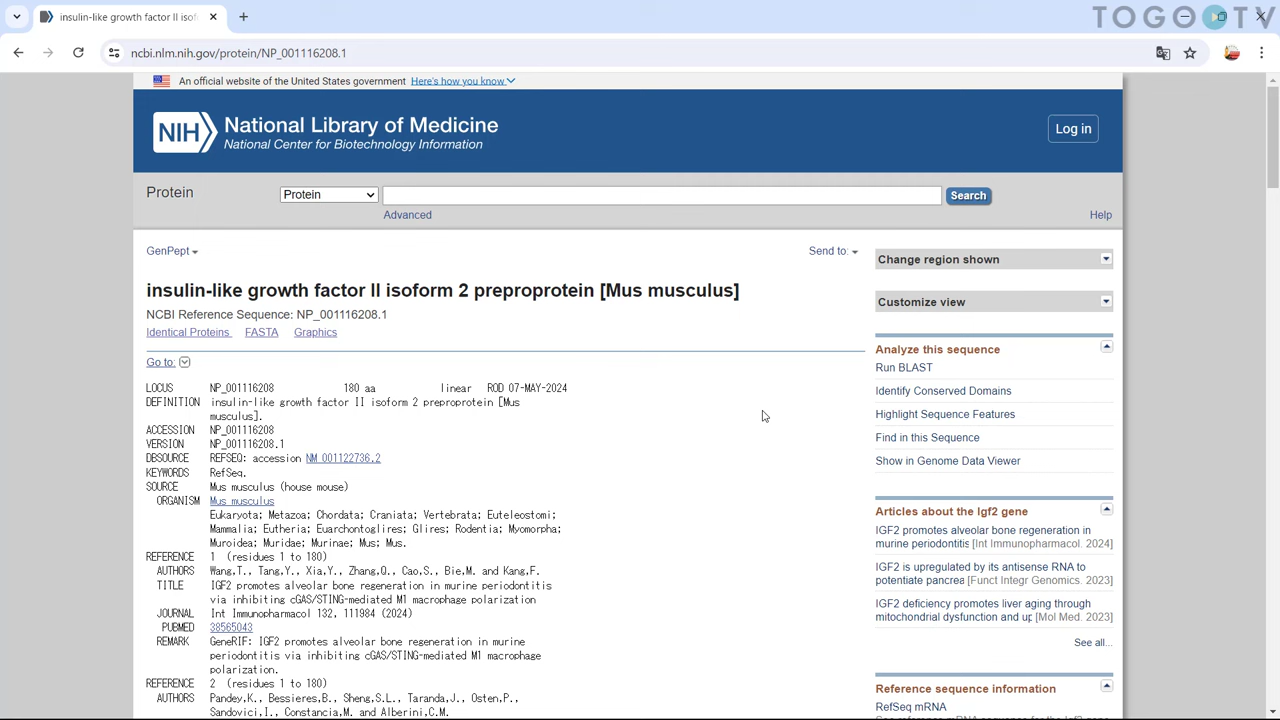 insulin-like growth factor II isof
TOGO TV
ncbi.nlm.nih.gov/protein/NP_001116208.1
An official website of the United States government Here's how you know
NIH National Library of Medicine
National Center for Biotechnology Information
Log in
Protein
Protein
Search
Advanced
Help
GenPept
Send to:
insulin-like growth factor II isoform 2 preproprotein [Mus musculus]
NCBI Reference Sequence: NP_001116208.1
Identical Proteins FASTA Graphics
Go to:
LOCUS NP_001116208 180 aa linear ROD 07-MAY-2024
DEFINITION insulin-like growth factor II isoform 2 preproprotein [Mus
musculus].
ACCESSION NP_001116208
VERSION NP_001116208.1
DBSOURCE REFSEQ: accession NM_001122736.2
KEYWORDS RefSeq.
SOURCE Mus musculus (house mouse)
ORGANISM Mus musculus
Eukaryota; Metazoa; Chordata; Craniata; Vertebrata; Euteleostomi;
Mammalia; Eutheria; Euarchontoglires; Glires; Rodentia; Myomorpha;
Muroidea; Muridae; Murinae; Mus; Mus.
REFERENCE 1 (residues 1 to 180)
AUTHORS Wang,T., Tang,Y., Xia,Y., Zhang,Q., Cao,S., Bie,M. and Kang,F.
TITLE IGF2 promotes alveolar bone regeneration in murine periodontitis
via inhibiting cGAS/STING-mediated M1 macrophage polarization
JOURNAL Int Immunopharmacol 132, 111984 (2024)
PUBMED 38565043
REMARK GeneRIF: IGF2 promotes alveolar bone regeneration in murine
periodontitis via inhibiting cGAS/STING-mediated M1 macrophage
polarization.
REFERENCE 2 (residues 1 to 180)
AUTHORS Pandey,K., Bessieres,B., Sheng,S.L., Taranda,J., Osten,P.,
Sandovici,I., Constancia,M. and Alberini,C.M.
Change region shown
Customize view
Analyze this sequence
Run BLAST
Identify Conserved Domains
Highlight Sequence Features
Find in this Sequence
Show in Genome Data Viewer
Articles about the Igf2 gene
IGF2 promotes alveolar bone regeneration in
murine periodontitis [Int Immunopharmacol. 2024]
IGF2 is upregulated by its antisense RNA to
potentiate pancrea [Funct Integr Genomics. 2023]
IGF2 deficiency promotes liver aging through
mitochondrial dysfunction and up [Mol Med. 2023]
See all...
Reference sequence information
RefSeq mRNA